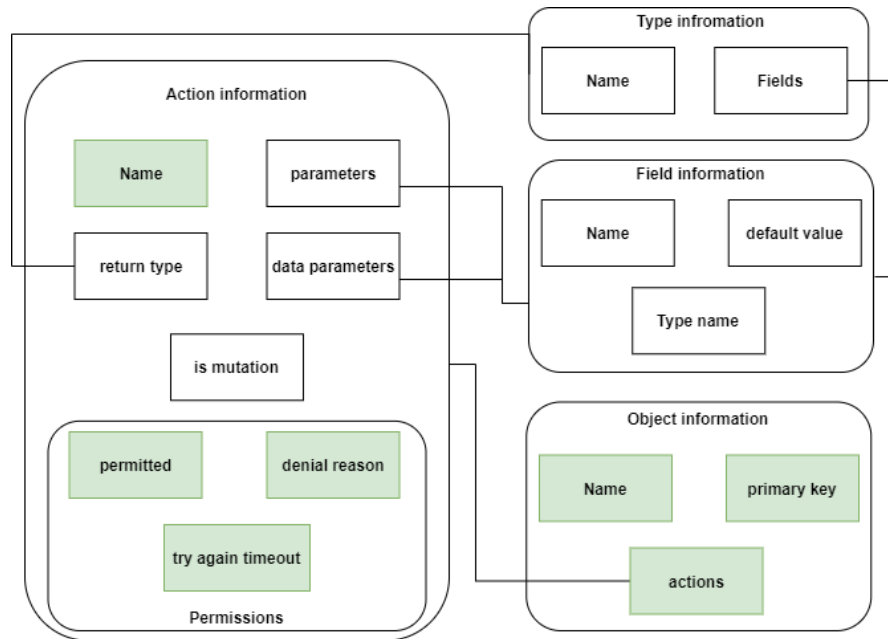 Type infromation
Name
Fields
Action information
Name
parameters
return type
data parameters
is mutation
permitted
denial reason
try again timeout
Permissions
Field information
Name
default value
Type name
Object information
Name
primary key
actions